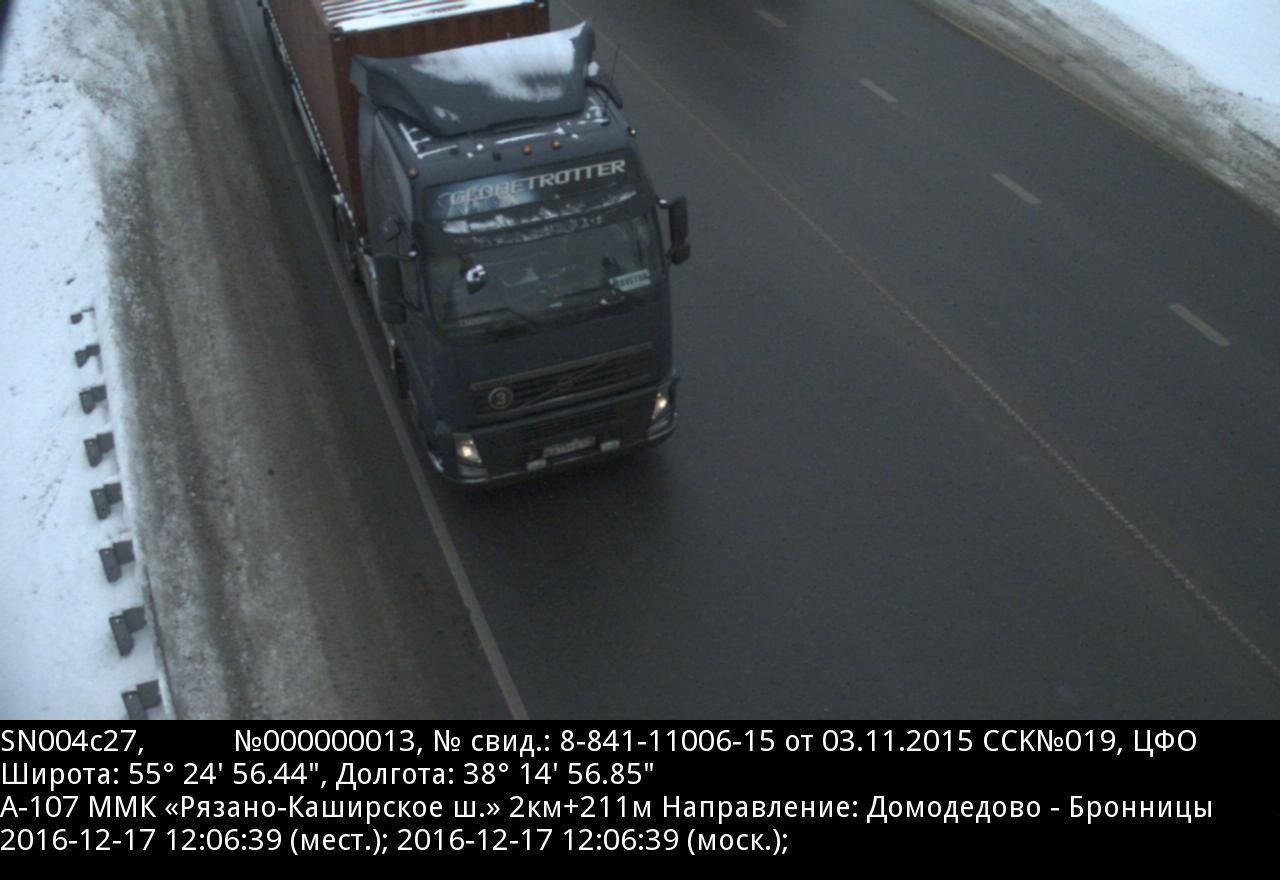 GLOBETROTTER
3
SN004c27, №000000013, № свид.: 8-841-11006-15 от 03.11.2015 ССК№019, ЦФО
Широта: 55° 24' 56.44", Долгота: 38° 14' 56.85"
А-107 ММК «Рязано-Каширское ш.» 2км+211м Направление: Домодедово - Бронницы
2016-12-17 12:06:39 (мест.); 2016-12-17 12:06:39 (моск.);